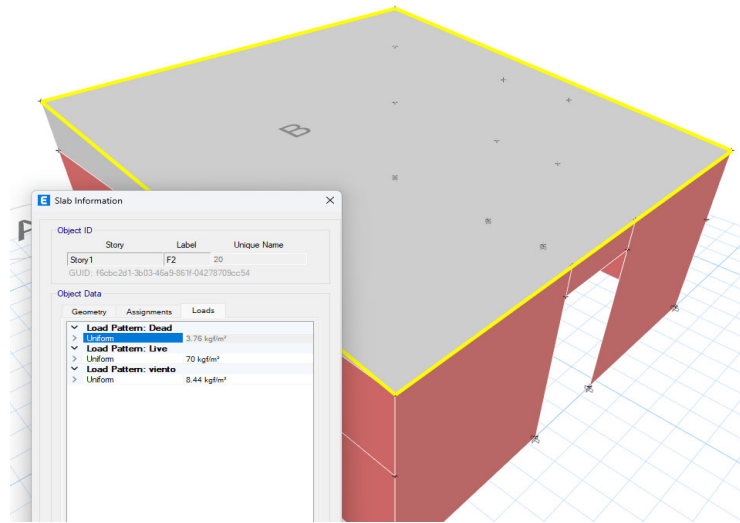 B
Slab Information
Object ID
Story Label Unique Name
Story1 F2 20
GUID: f6cbc2d1-3b03-46a9-861f-04278709cc54
Object Data
Geometry Assignments Loads
Load Pattern: Dead
Uniform 3.76 kgf/m²
Load Pattern: Live
Uniform 70 kgf/m²
Load Pattern: viento
Uniform 8.44 kgf/m²